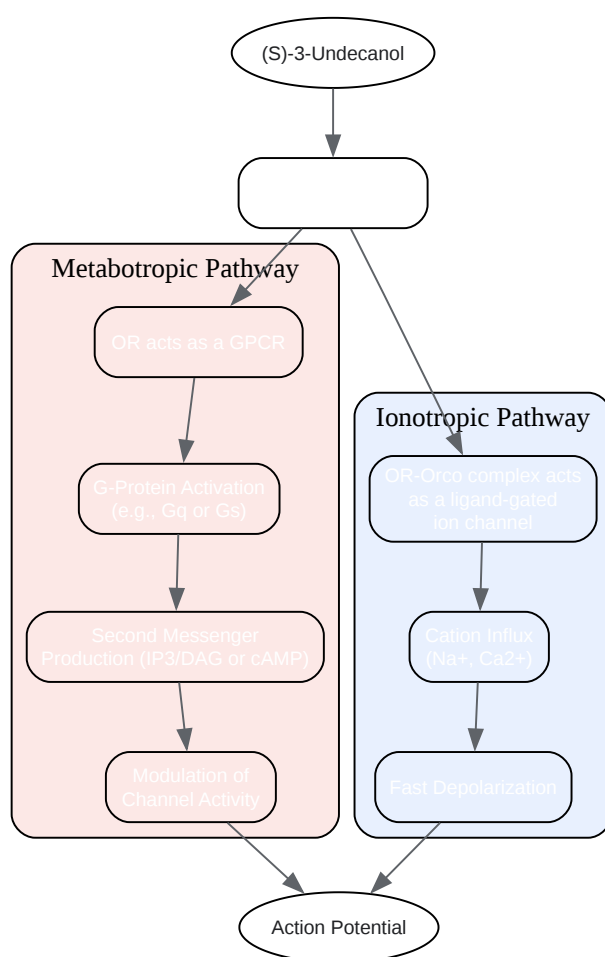 (S)-3-Undecanol
Metabotropic Pathway
OR acts as a GPCR
G-Protein Activation
(e.g., Gq or Gs)
Second Messenger
Production (IP3/DAG or cAMP)
Modulation of
Channel Activity
Ionotropic Pathway
OR-Orco complex acts
as a ligand-gated
ion channel
Cation Influx
(Na+, Ca2+)
Fast Depolarization
Action Potential